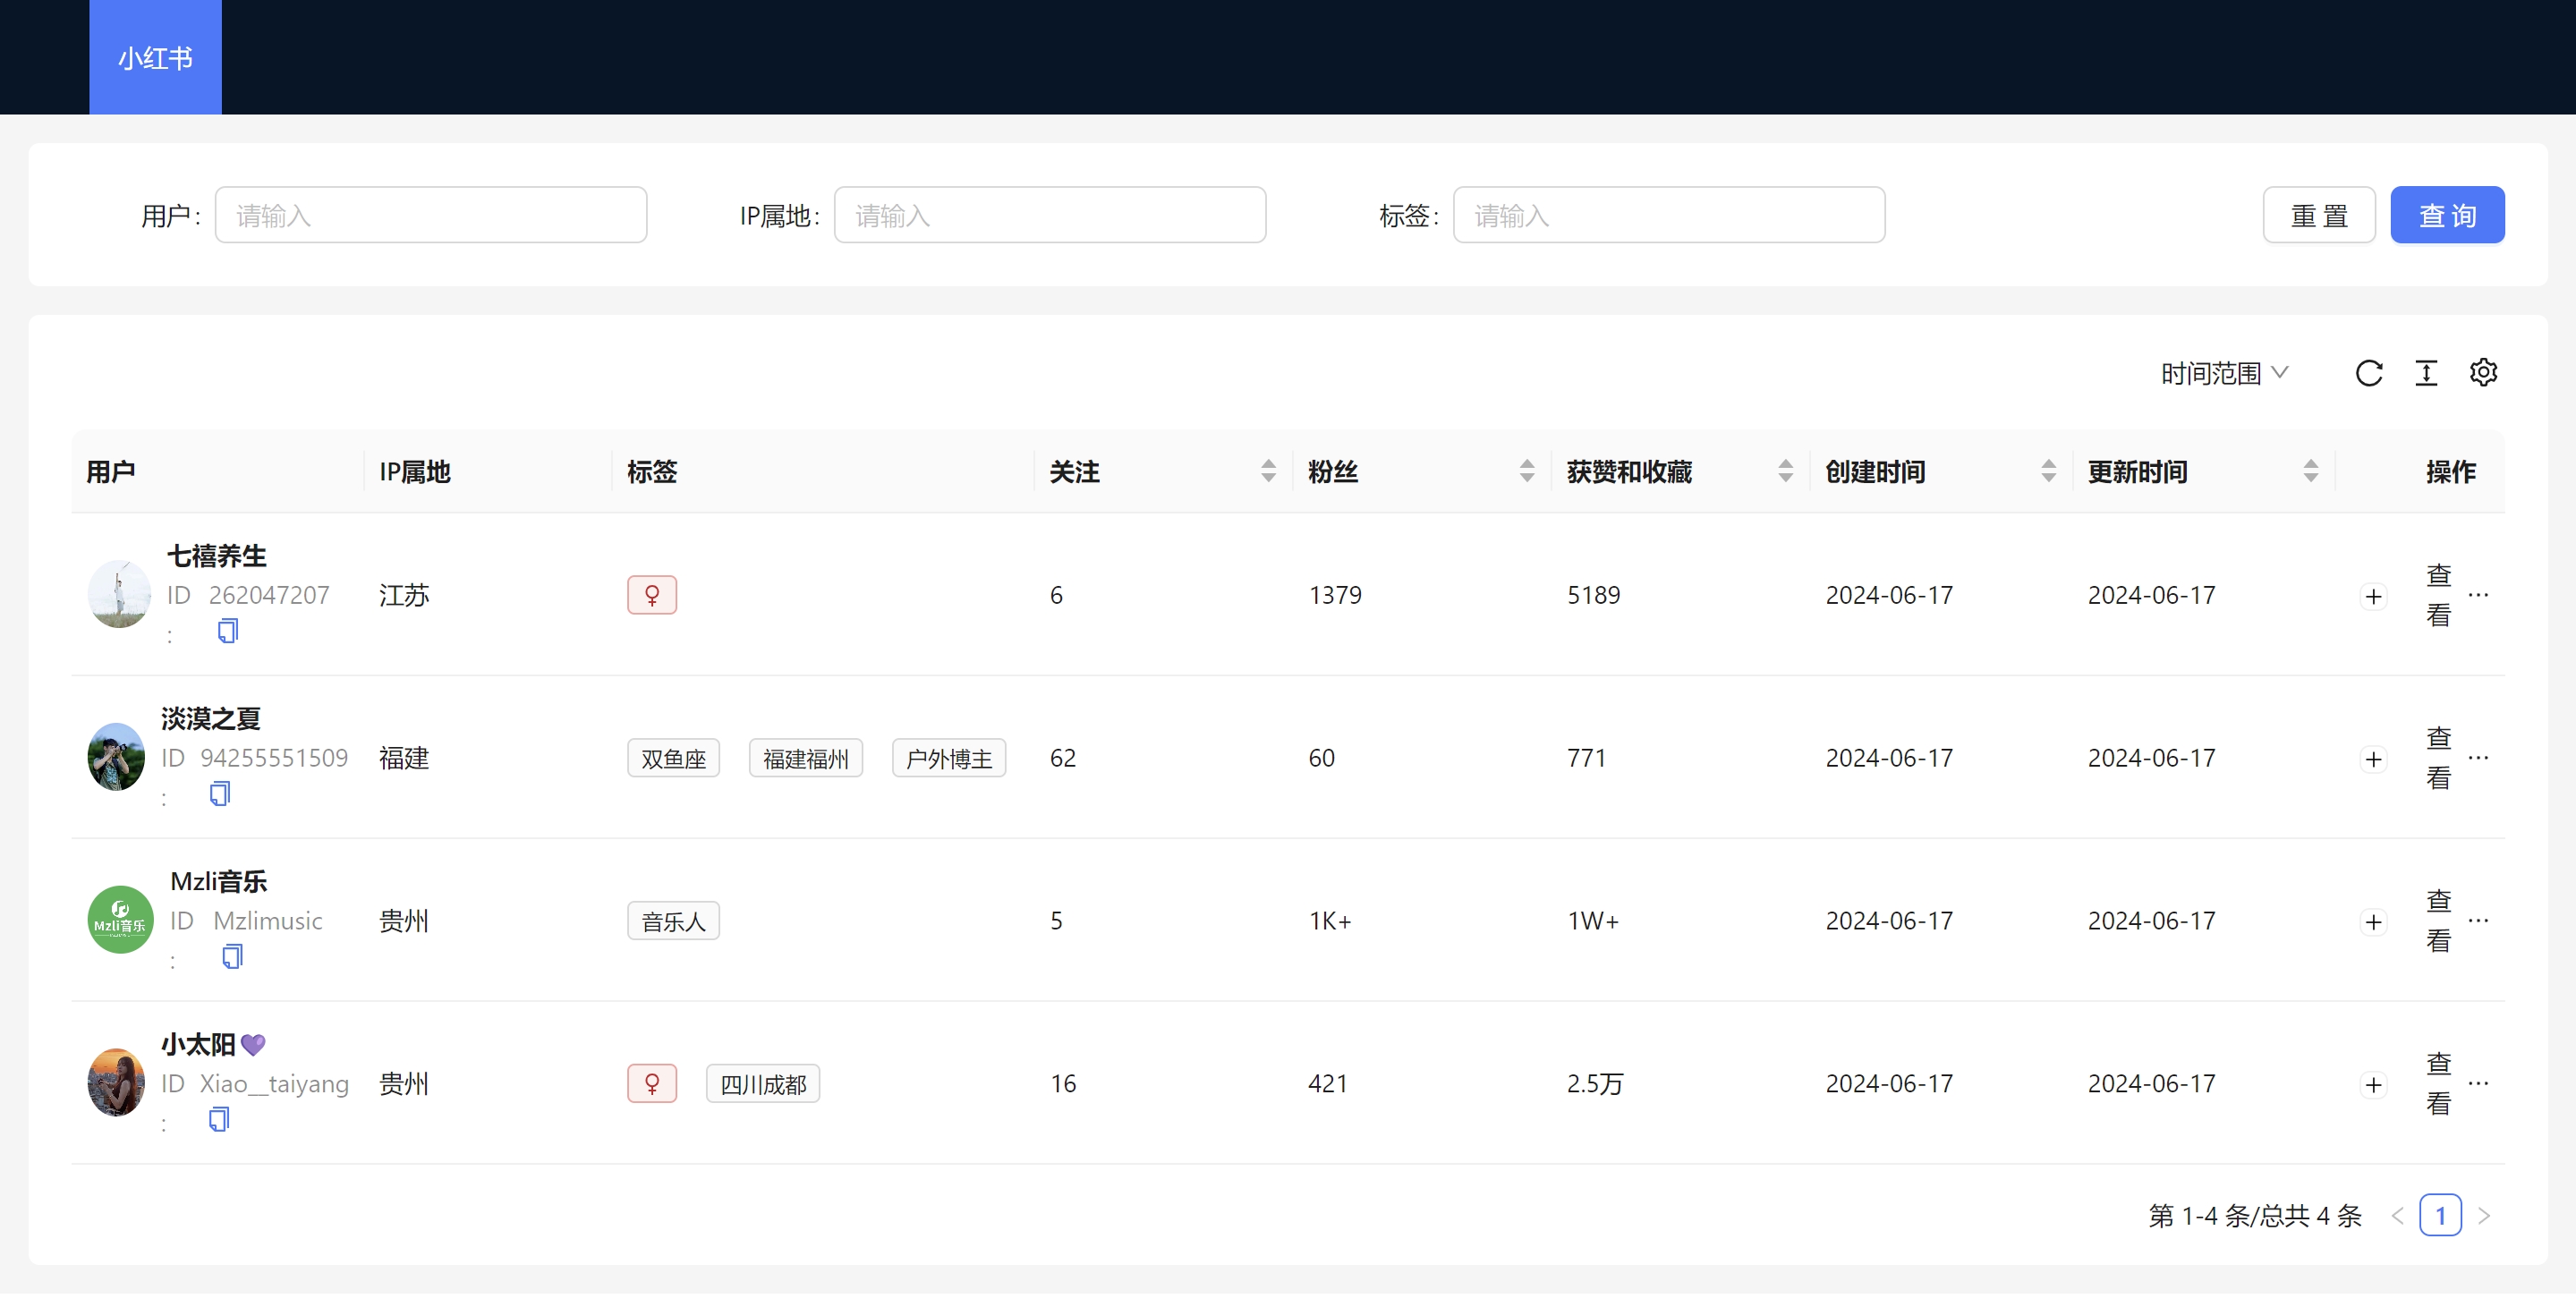 小红书
用户: 请输入 IP属地: 请输入 标签: 请输入 重 置 查 询
时间范围
用户 IP属地 标签 关注 粉丝 获赞和收藏 创建时间 更新时间 操作
七禧养生
ID 262047207
:
江苏 ♀ 6 1379 5189 2024-06-17 2024-06-17 + 查看 ···
淡漠之夏
ID 94255551509
:
福建 双鱼座 福建福州 户外博主 62 60 771 2024-06-17 2024-06-17 + 查看 ···
Mzli音乐
Mzli音乐
ID Mzlimusic
:
贵州 音乐人 5 1K+ 1W+ 2024-06-17 2024-06-17 + 查看 ···
小太阳💜
ID Xiao__taiyang
:
贵州 ♀ 四川成都 16 421 2.5万 2024-06-17 2024-06-17 + 查看 ···
第 1-4 条/总共 4 条 < 1 >